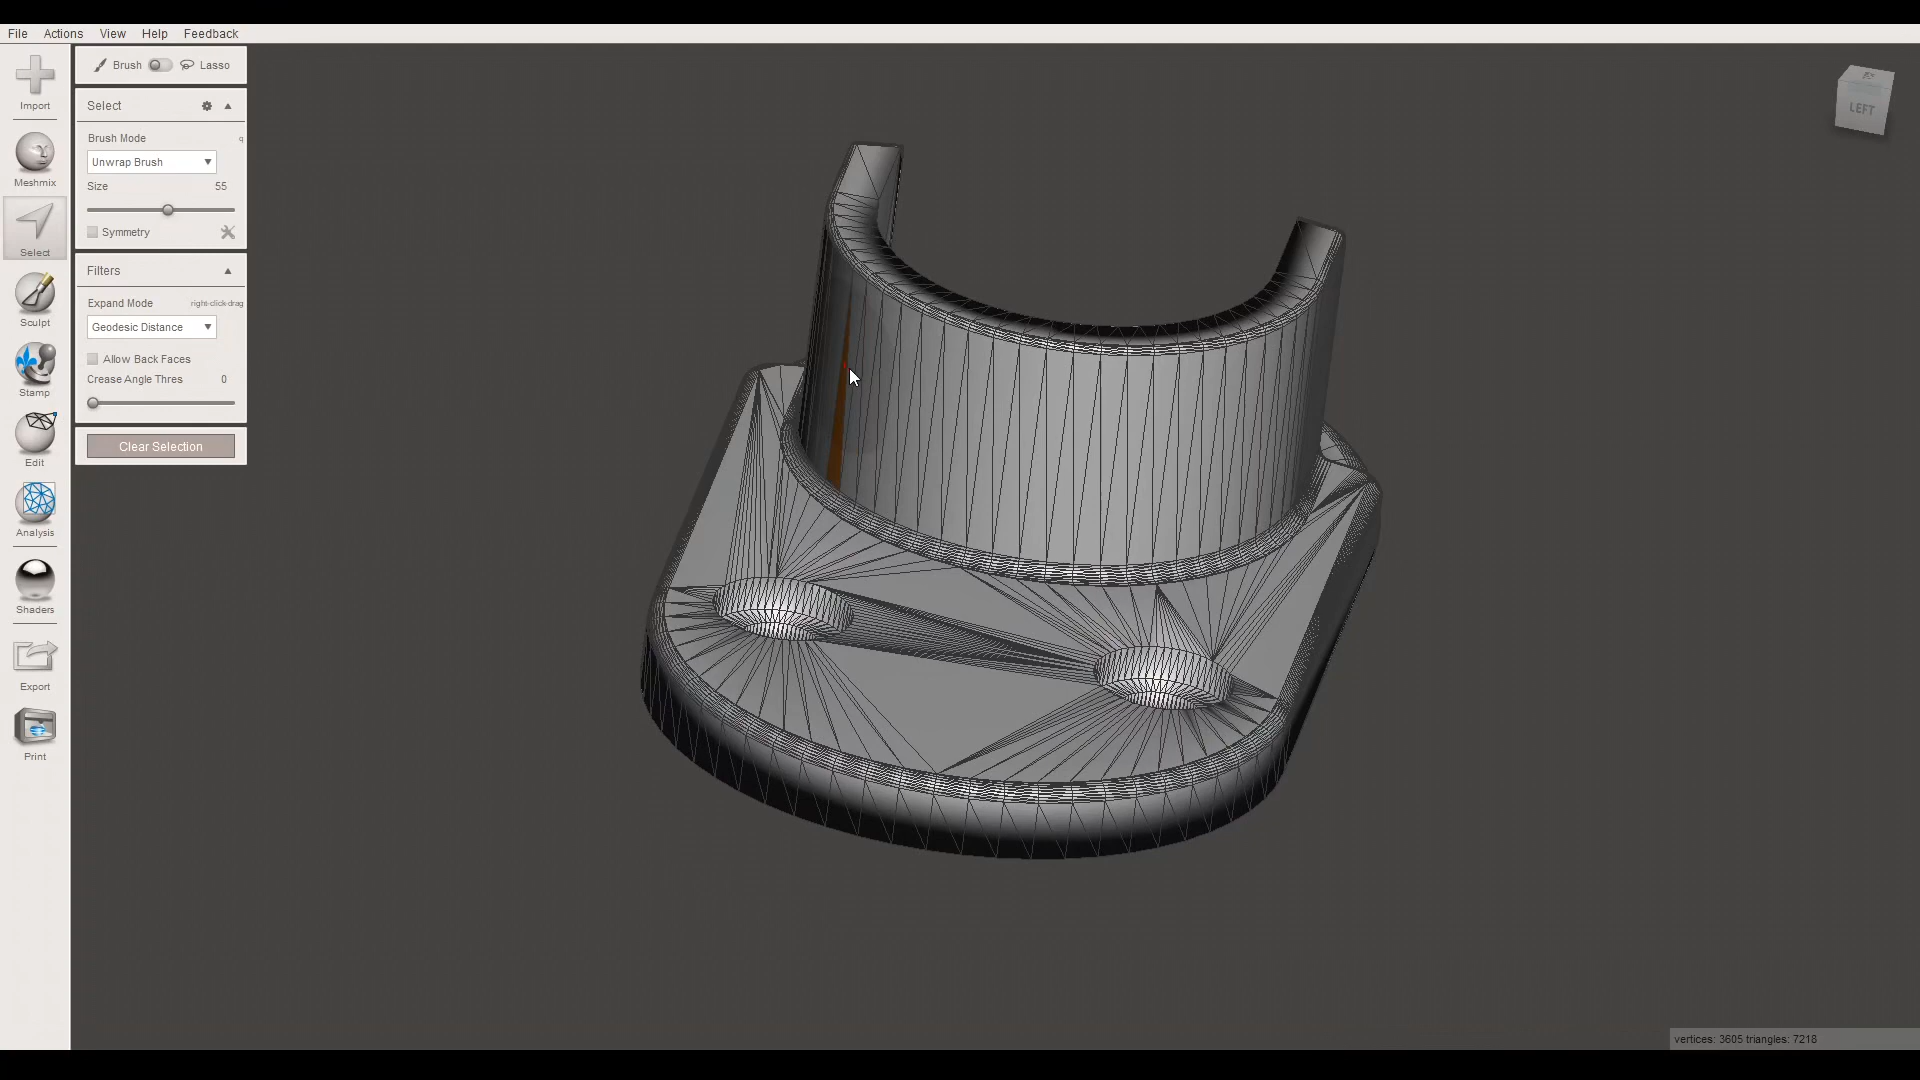 File Actions View Help Feedback
Import
Meshmix
Select
Sculpt
Stamp
Edit
Analysis
Shaders
Export
Print
Brush Lasso
Select
Brush Mode q
Unwrap Brush
Size 55
Symmetry
Filters
Expand Mode right-click-drag
Geodesic Distance
Allow Back Faces
Crease Angle Thres 0
Clear Selection
LEFT
vertices: 3605 triangles: 7218